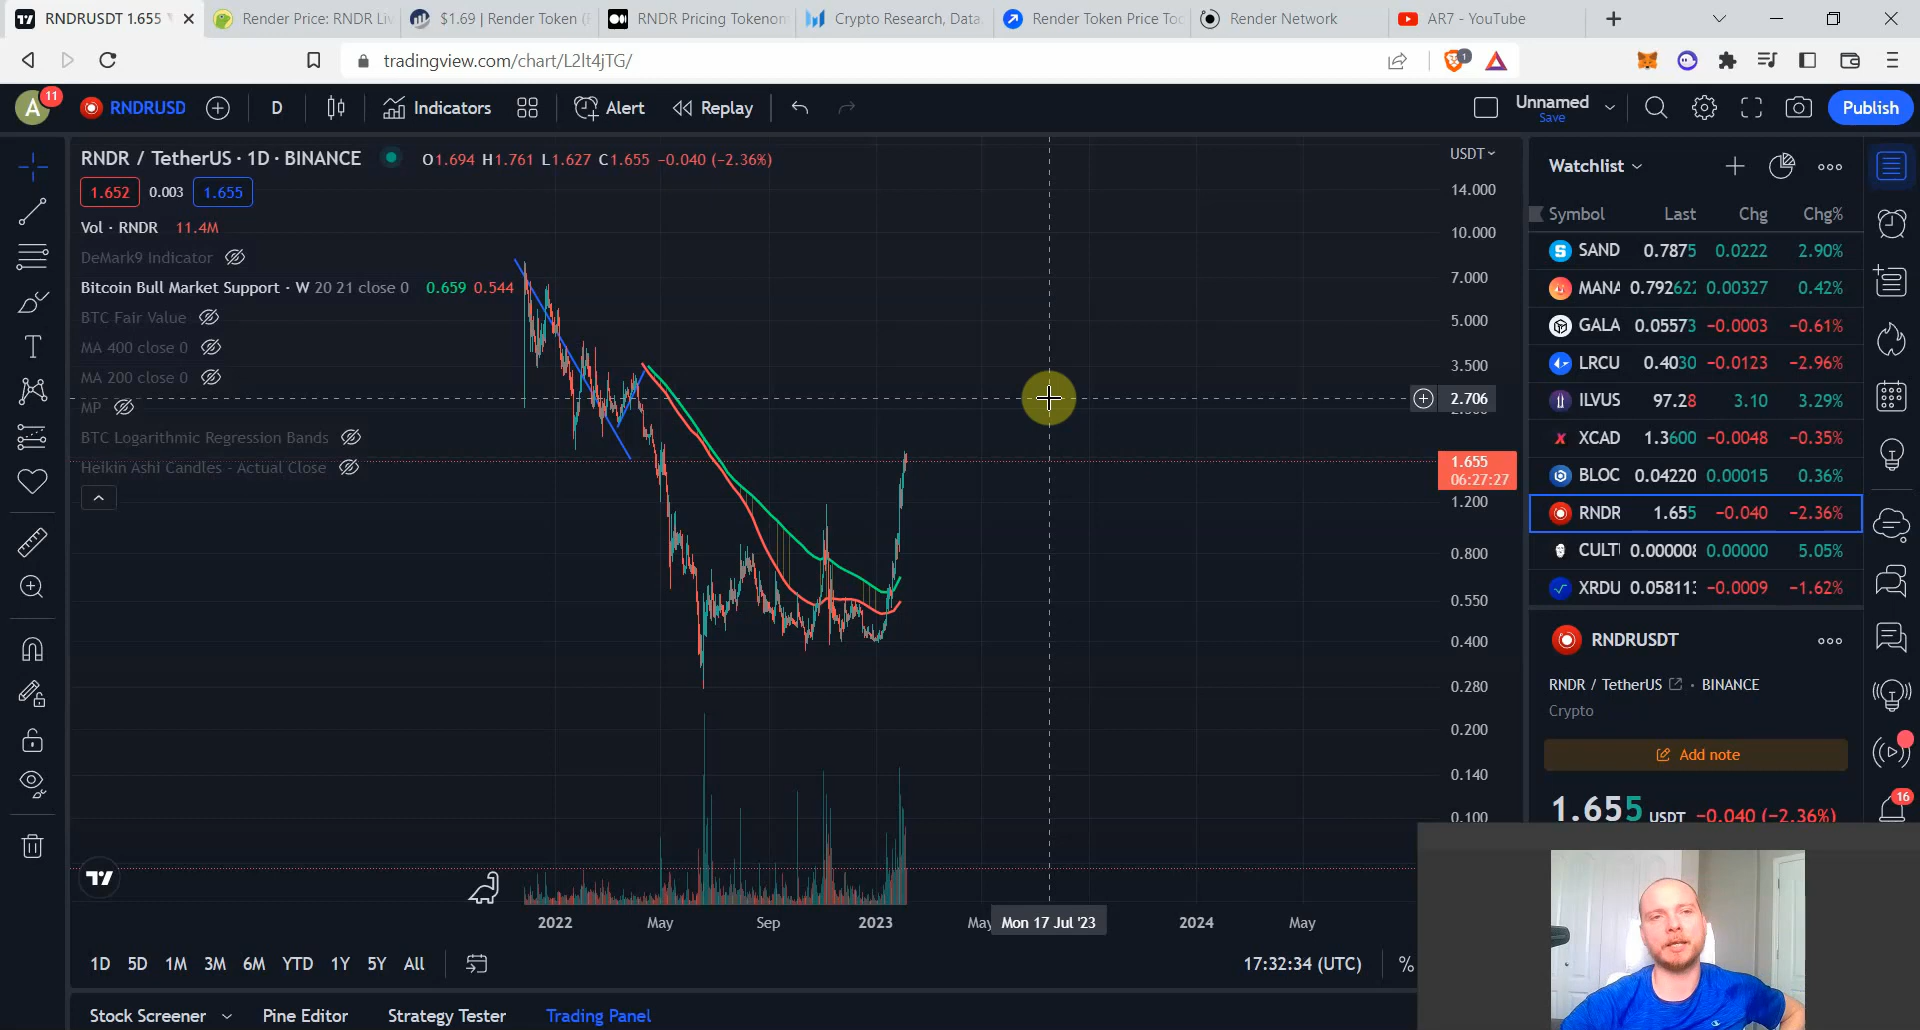 RNDRUSDT 1.655
Render Price: RNDR Liv
$1.69 | Render Token (
RNDR Pricing Tokenom
Crypto Research, Data,
Render Token Price Toc
Render Network
AR7 - YouTube
tradingview.com/chart/L2lt4jTG/
1
A
11
RNDRUSD
D
Indicators
Alert
Replay
Unnamed
Save
Publish
RNDR / TetherUS · 1D · BINANCE
O1.694 H1.761 L1.627 C1.655 −0.040 (−2.36%)
1.652
0.003
1.655
Vol · RNDR 11.4M
DeMark9 Indicator
Bitcoin Bull Market Support · W 20 21 close 0 0.659 0.544
BTC Fair Value
MA 400 close 0
MA 200 close 0
MP
BTC Logarithmic Regression Bands
Heikin Ashi Candles - Actual Close
USDT
14.000
10.000
7.000
5.000
3.500
2.706
1.655
06:27:27
1.200
0.800
0.550
0.400
0.280
0.200
0.140
0.100
2022
May
Sep
2023
May
Mon 17 Jul '23
2024
May
1D
5D
1M
3M
6M
YTD
1Y
5Y
All
17:32:34 (UTC)
%
Stock Screener
Pine Editor
Strategy Tester
Trading Panel
Watchlist
Symbol Last Chg Chg%
SAND 0.7875 0.0222 2.90%
MANA 0.792622 0.00327 0.42%
GALA 0.05573 −0.0003 −0.61%
LRCU 0.4030 −0.0123 −2.96%
ILVUS 97.28 3.10 3.29%
XCAD 1.3600 −0.0048 −0.35%
BLOC 0.04220 0.00015 0.36%
RNDR 1.655 −0.040 −2.36%
CULT 0.000008 0.00000 5.05%
XRDU 0.058113 −0.0009 −1.62%
RNDRUSDT
RNDR / TetherUS · BINANCE
Crypto
Add note
1.655 USDT −0.040 (−2.36%)
16